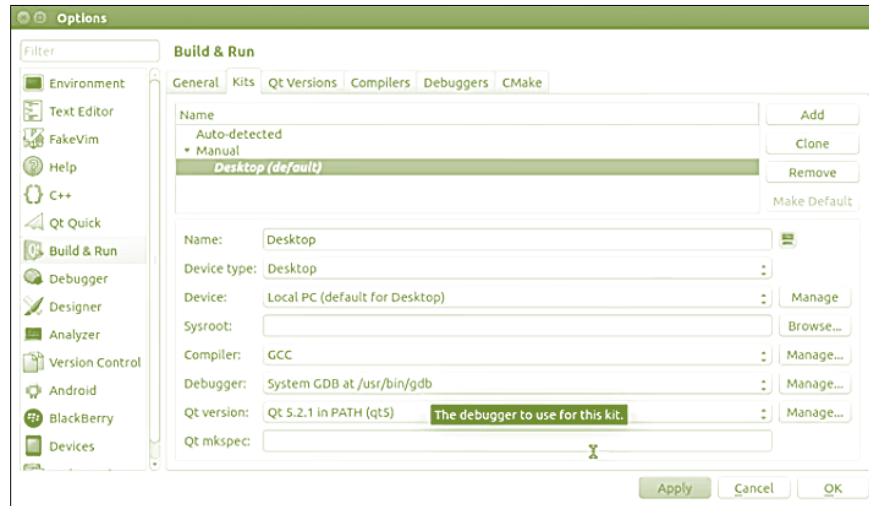 Options
Filter
Environment
Text Editor
FakeVim
Help
C++
Qt Quick
Build & Run
Debugger
Designer
Analyzer
Version Control
Android
BlackBerry
Devices
Build & Run
General Kits Qt Versions Compilers Debuggers CMake
Name
Auto-detected
Manual
Desktop (default)
Add
Clone
Remove
Make Default
Name: Desktop
Device type: Desktop
Device: Local PC (default for Desktop) Manage
Sysroot: Browse...
Compiler: GCC Manage...
Debugger: System GDB at /usr/bin/gdb Manage...
Qt version: Qt 5.2.1 in PATH (qt5) The debugger to use for this kit. Manage...
Qt mkspec:
Apply Cancel OK